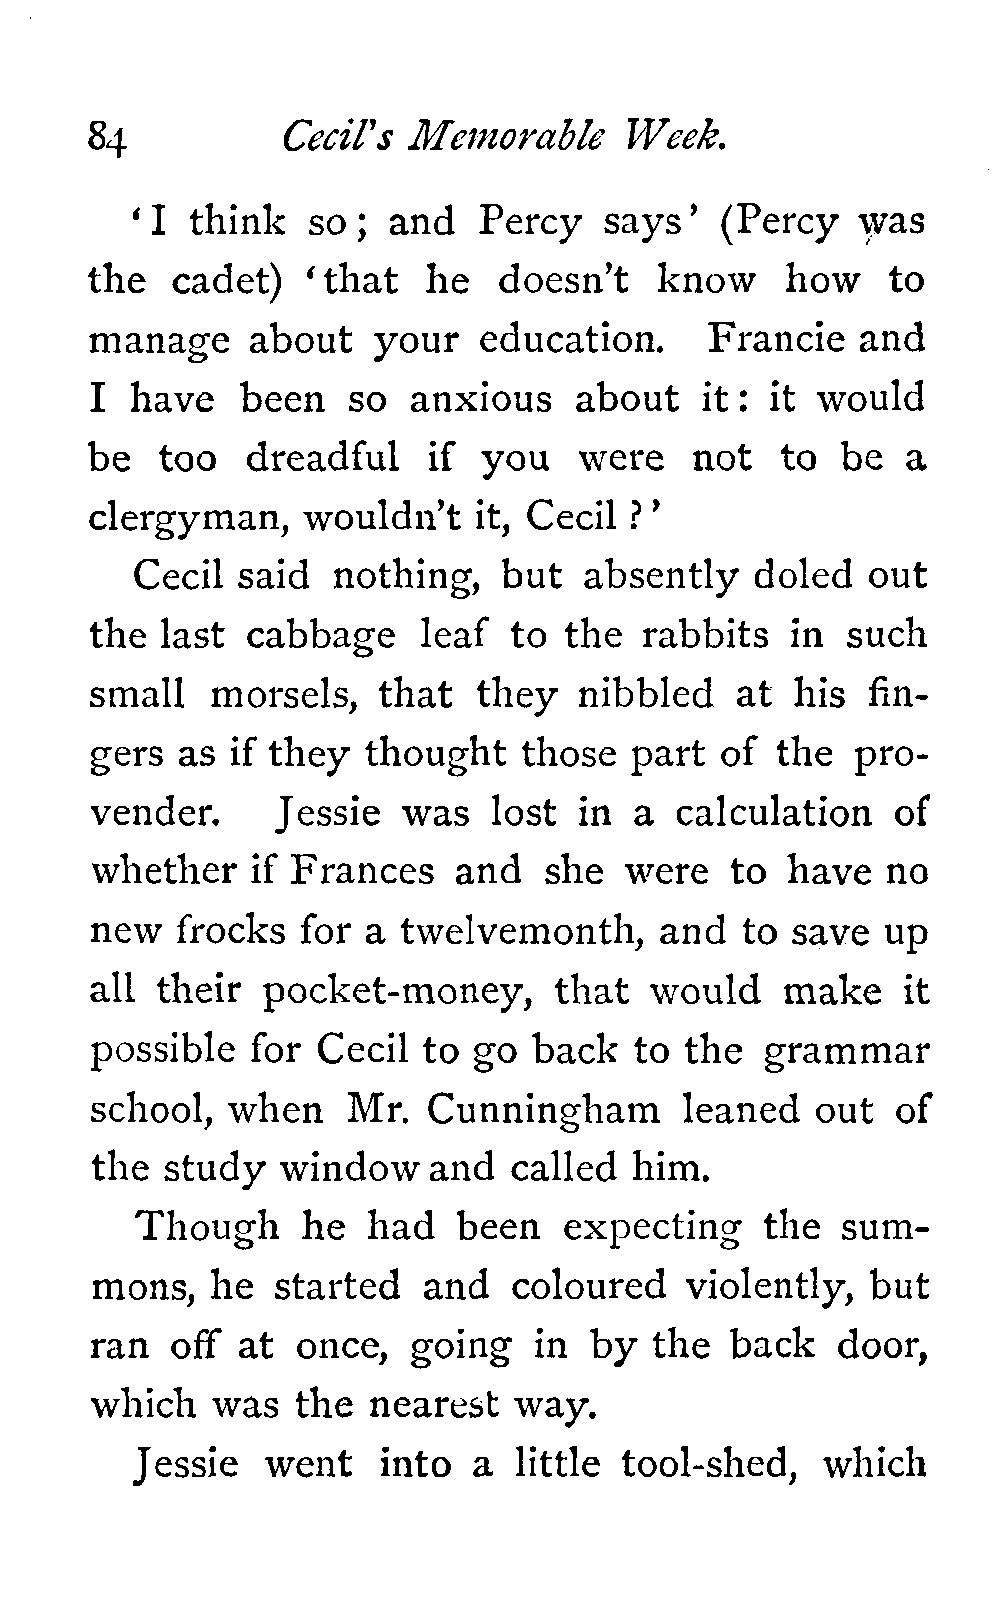 84 Cecil's Memorable Week.
‘I think so; and Percy says’ (Percy was
the cadet) ‘that he doesn't know how to
manage about your education. Francie and
I have been so anxious about it: it would
be too dreadful if you were not to be a
clergyman, wouldn't it, Cecil?’
Cecil said nothing, but absently doled out
the last cabbage leaf to the rabbits in such
small morsels, that they nibbled at his fin-
gers as if they thought those part of the pro-
vender. Jessie was lost in a calculation of
whether if Frances and she were to have no
new frocks for a twelvemonth, and to save up
all their pocket-money, that would make it
possible for Cecil to go back to the grammar
school, when Mr. Cunningham leaned out of
the study window and called him.
Though he had been expecting the sum-
mons, he started and coloured violently, but
ran off at once, going in by the back door,
which was the nearest way.
Jessie went into a little tool-shed, which